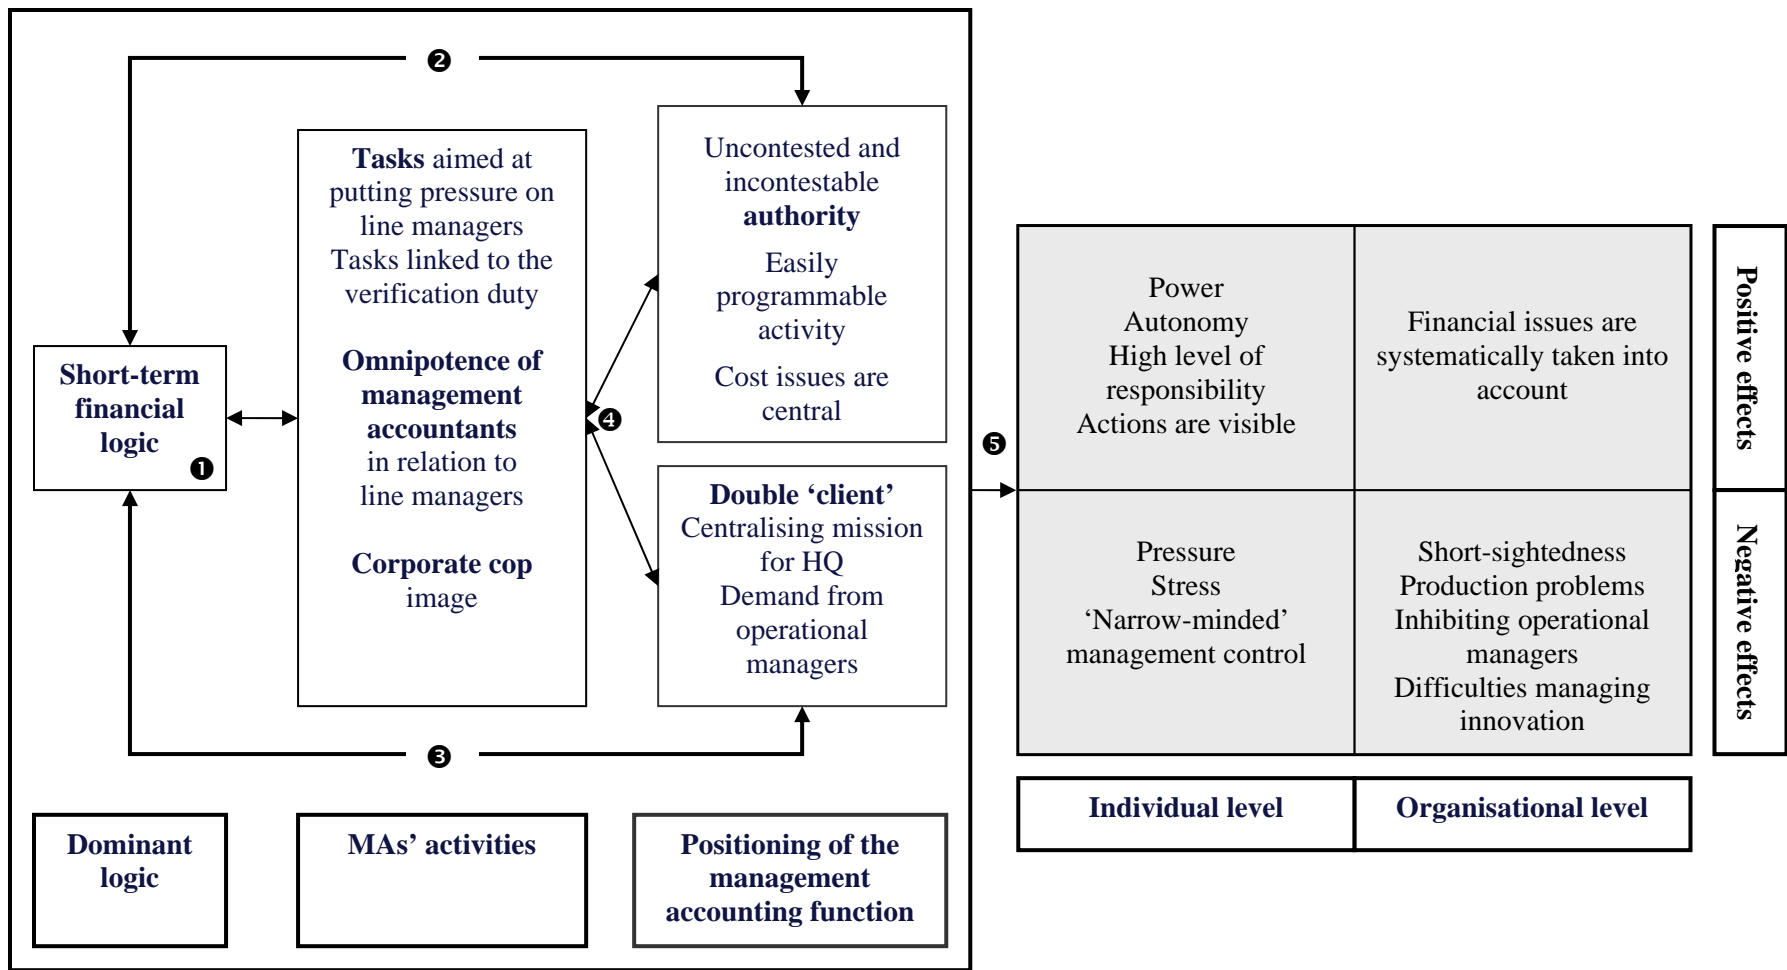 ❷
Short-term
financial
logic
❶
Tasks aimed at
putting pressure on
line managers
Tasks linked to the
verification duty
Omnipotence of
management
accountants
in relation to
line managers
Corporate cop
image
❹
Uncontested and
incontestable
authority
Easily
programmable
activity
Cost issues are
central
Double ‘client’
Centralising mission
for HQ
Demand from
operational
managers
❸
Dominant
logic
MAs’ activities
Positioning of the
management
accounting function
❺
Power
Autonomy
High level of
responsibility
Actions are visible
Financial issues are
systematically taken into
account
Positive effects
Pressure
Stress
‘Narrow-minded’
management control
Short-sightedness
Production problems
Inhibiting operational
managers
Difficulties managing
innovation
Negative effects
Individual level
Organisational level